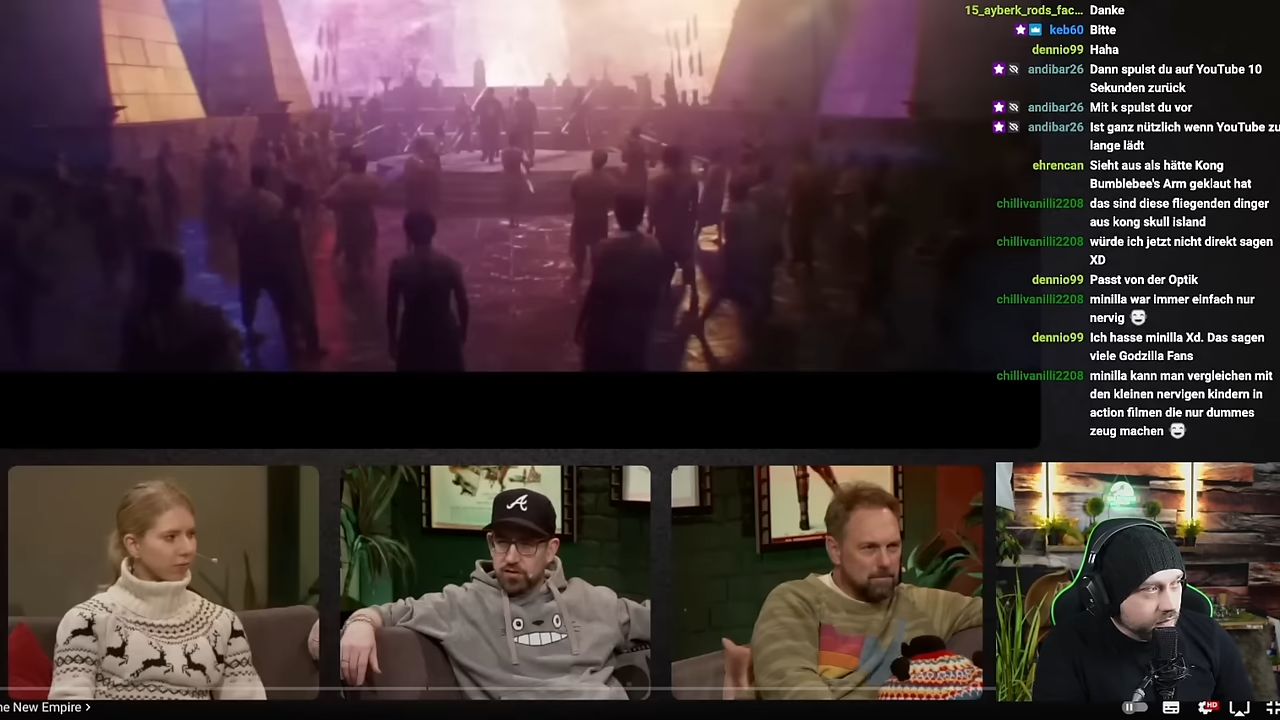 15_ayberk_rods_fac... Danke
keb60 Bitte
dennio99 Haha
andibar26 Dann spulst du auf YouTube 10
Sekunden zurück
andibar26 Mit k spulst du vor
andibar26 Ist ganz nützlich wenn YouTube zu
lange lädt
ehrencan Sieht aus als hätte Kong
Bumblebee's Arm geklaut hat
chillivanilli2208 das sind diese fliegenden dinger
aus kong skull island
chillivanilli2208 würde ich jetzt nicht direkt sagen
XD
dennio99 Passt von der Optik
chillivanilli2208 minilla war immer einfach nur
nervig
dennio99 Ich hasse minilla Xd. Das sagen
viele Godzilla Fans
chillivanilli2208 minilla kann man vergleichen mit
den kleinen nervigen kindern in
action filmen die nur dummes
zeug machen
A
ne New Empire >
HD